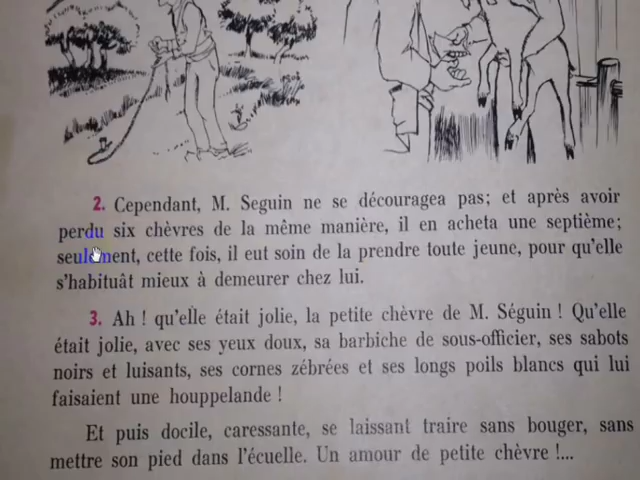 2. Cependant, M. Seguin ne se découragea pas; et après avoir
perdu six chèvres de la même manière, il en acheta une septième;
seulement, cette fois, il eut soin de la prendre toute jeune, pour qu'elle
s'habituât mieux à demeurer chez lui.
3. Ah ! qu'elle était jolie, la petite chèvre de M. Séguin ! Qu'elle
était jolie, avec ses yeux doux, sa barbiche de sous-officier, ses sabots
noirs et luisants, ses cornes zébrées et ses longs poils blancs qui lui
faisaient une houppelande !
Et puis docile, caressante, se laissant traire sans bouger, sans
mettre son pied dans l'écuelle. Un amour de petite chèvre !...